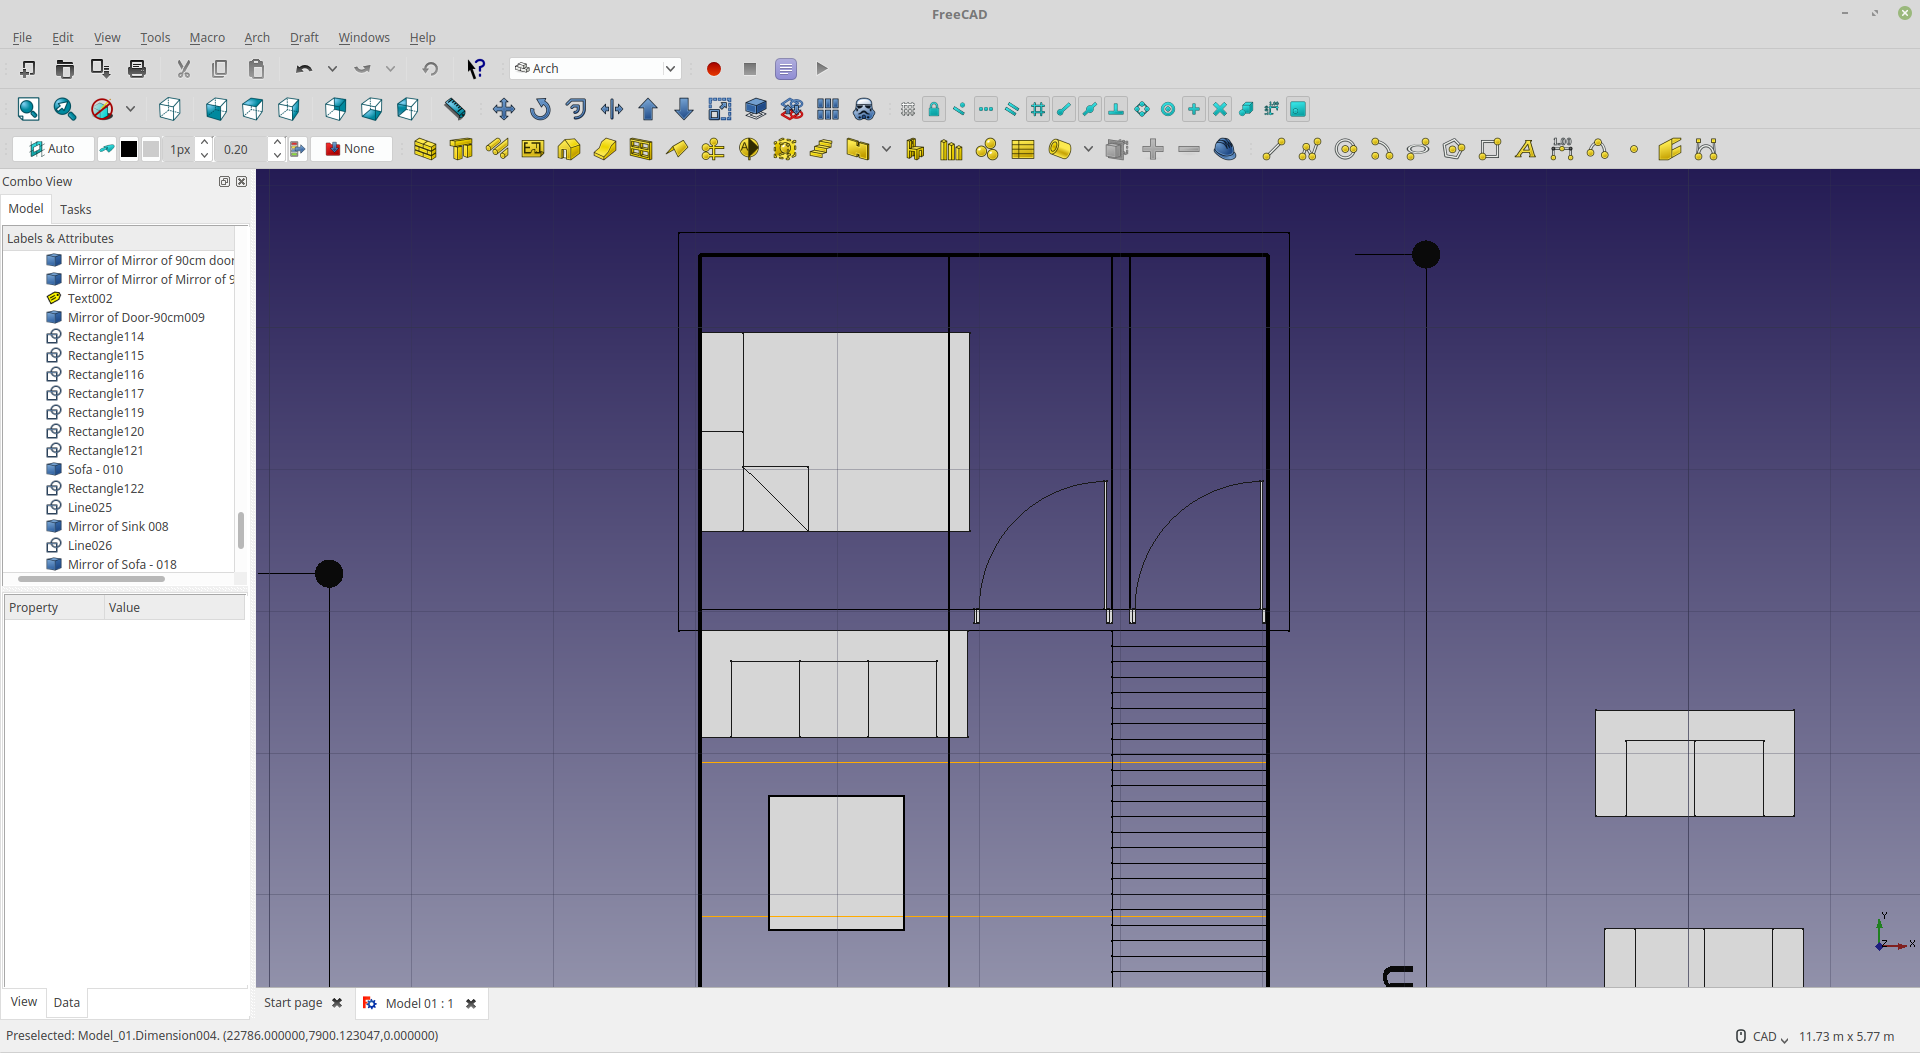 FreeCAD
File Edit View Tools Macro Arch Draft Windows Help
Arch
Auto 1px 0.20 None
Combo View
Model Tasks
Labels & Attributes
Mirror of Mirror of 90cm door
Mirror of Mirror of Mirror of 9
Text002
Mirror of Door-90cm009
Rectangle114
Rectangle115
Rectangle116
Rectangle117
Rectangle119
Rectangle120
Rectangle121
Sofa - 010
Rectangle122
Line025
Mirror of Sink 008
Line026
Mirror of Sofa - 018
Property Value
Y
Z X
View Data Start page Model 01 : 1
Preselected: Model_01.Dimension004. (22786.000000,7900.123047,0.000000) CAD 11.73 m x 5.77 m